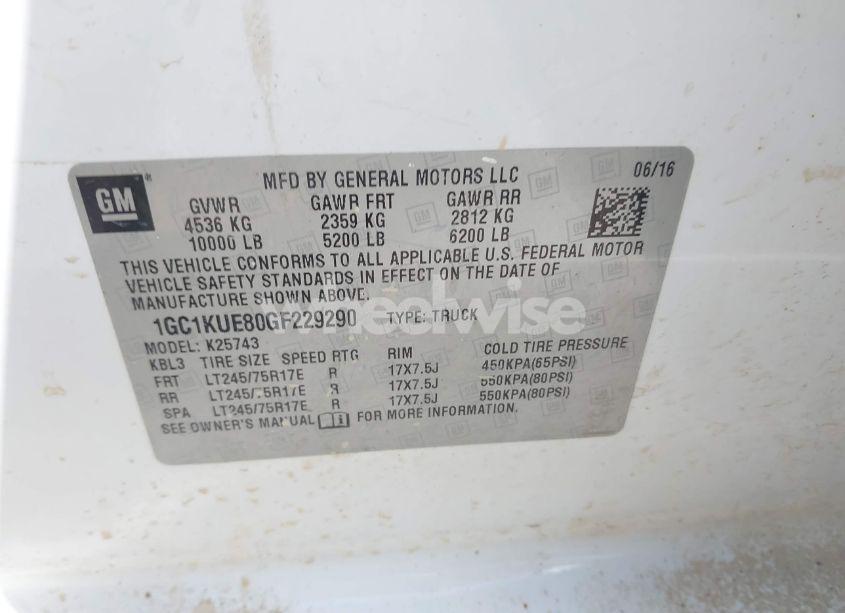 GM
MFD BY GENERAL MOTORS LLC 06/16
GVWR GAWR FRT GAWR RR
4536 KG 2359 KG 2812 KG
10000 LB 5200 LB 6200 LB
THIS VEHICLE CONFORMS TO ALL APPLICABLE U.S. FEDERAL MOTOR
VEHICLE SAFETY STANDARDS IN EFFECT ON THE DATE OF
MANUFACTURE SHOWN ABOVE.
1GC1KUE80GF229290 TYPE: TRUCK
wheelwise
MODEL: K25743
KBL3 TIRE SIZE SPEED RTG RIM COLD TIRE PRESSURE
FRT LT245/75R17E R 17X7.5J 450KPA(65PSI)
RR LT245/75R17E R 17X7.5J 550KPA(80PSI)
SPA LT245/75R17E R 17X7.5J 550KPA(80PSI)
SEE OWNER'S MANUAL FOR MORE INFORMATION.